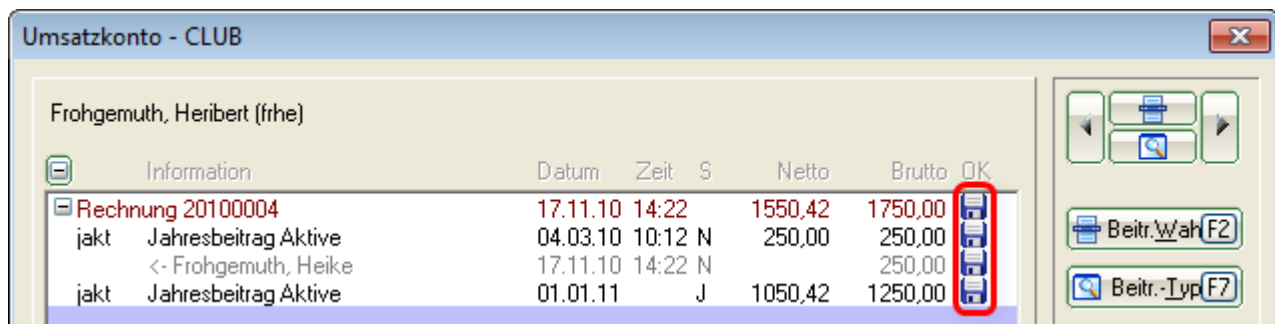 Umsatzkonto - CLUB
Frohgemuth, Heribert (frhe)
Information Datum Zeit S Netto Brutto OK
Rechnung 20100004 17.11.10 14:22 1550,42 1750,00
jakt Jahresbeitrag Aktive 04.03.10 10:12 N 250,00 250,00
<- Frohgemuth, Heike 17.11.10 14:22 N 250,00
jakt Jahresbeitrag Aktive 01.01.11 J 1050,42 1250,00
Beitr.Wah F2
Beitr.-Typ F7